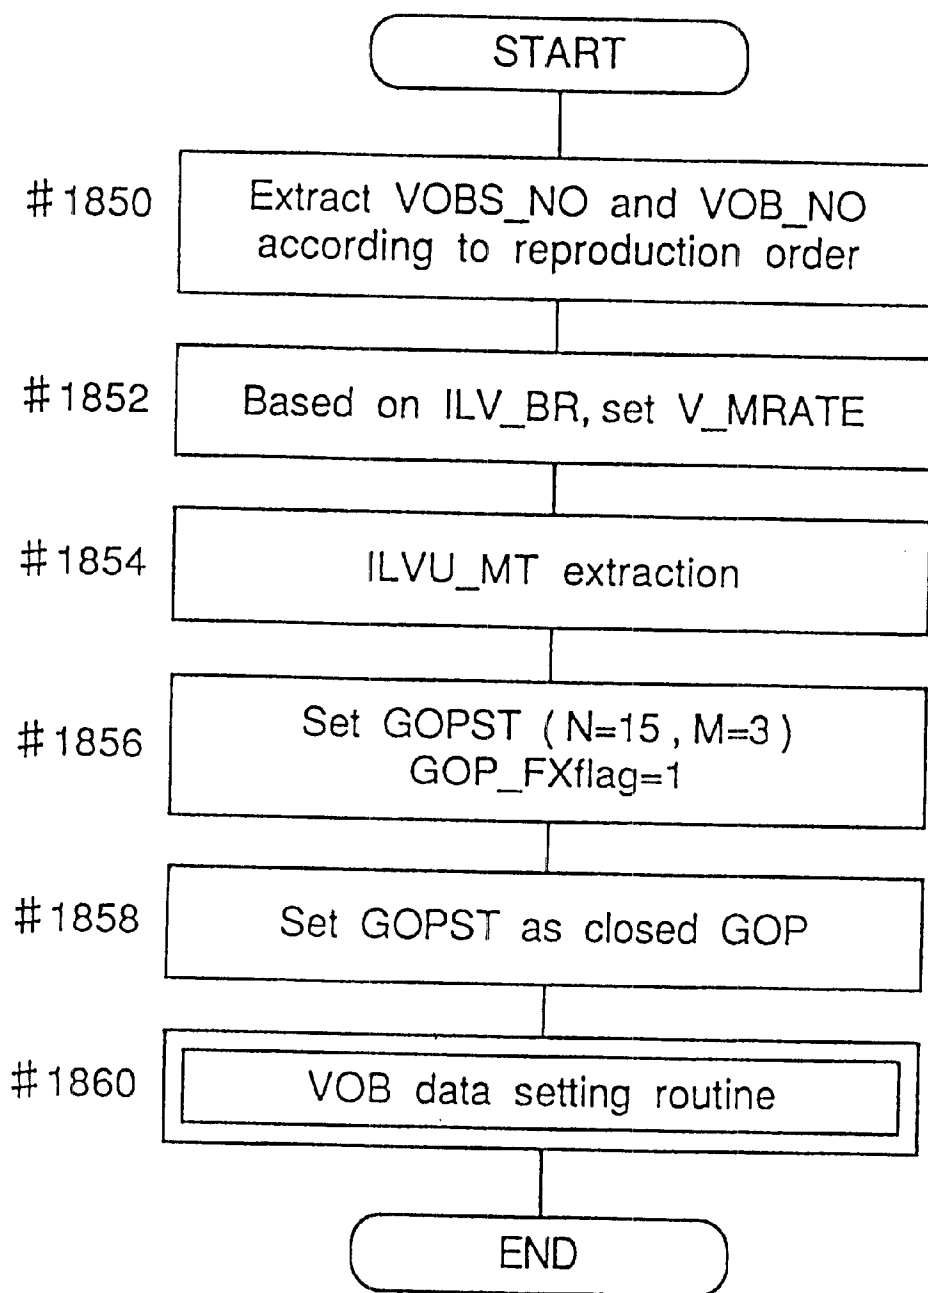 START
#1850
Extract VOBS_NO and VOB_NO
according to reproduction order
#1852
Based on ILV_BR, set V_MRATE
#1854
ILVU_MT extraction
#1856
Set GOPST ( N=15 , M=3 )
GOP_FXflag=1
#1858
Set GOPST as closed GOP
#1860
VOB data setting routine
END